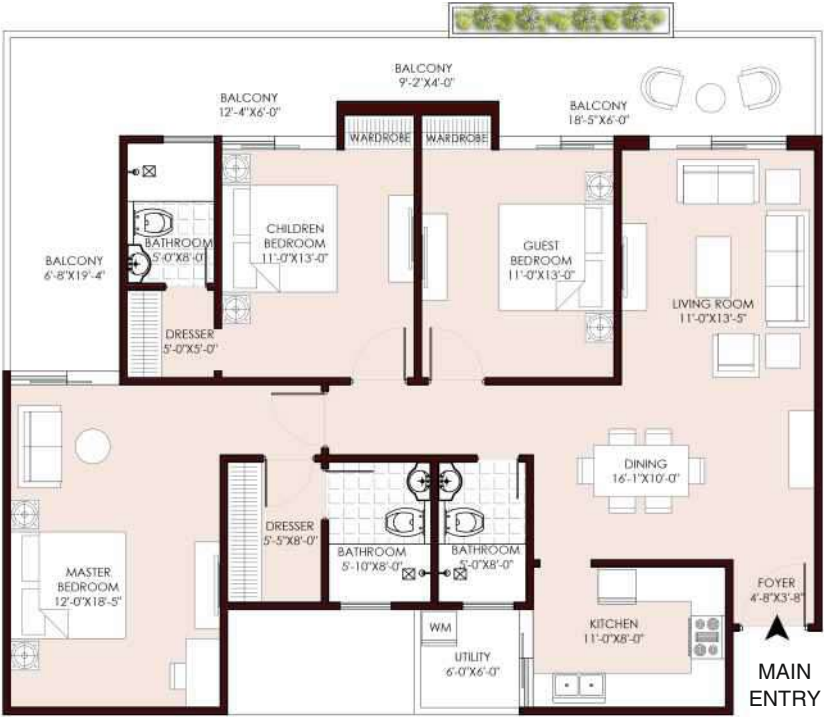 BALCONY
9'-2"X4'-0"
BALCONY
12'-4"X6'-0"
BALCONY
18'-5"X6'-0"
WARDROBE
WARDROBE
BATHROOM
5'-0"X8'-0"
CHILDREN
BEDROOM
11'-0"X13'-0"
GUEST
BEDROOM
11'-0"X13'-0"
BALCONY
6'-8"X19'-4"
LIVING ROOM
11'-0"X13'-5"
DRESSER
5'-0"X5'-0"
DINING
16'-1"X10'-0"
DRESSER
5'-5"X8'-0"
BATHROOM
5'-10"X8'-0"
BATHROOM
5'-0"X8'-0"
MASTER
BEDROOM
12'-0"X18'-5"
FOYER
4'-8"X3'-8"
KITCHEN
11'-0"X8'-0"
WM
UTILITY
6'-0"X6'-0"
MAIN
ENTRY